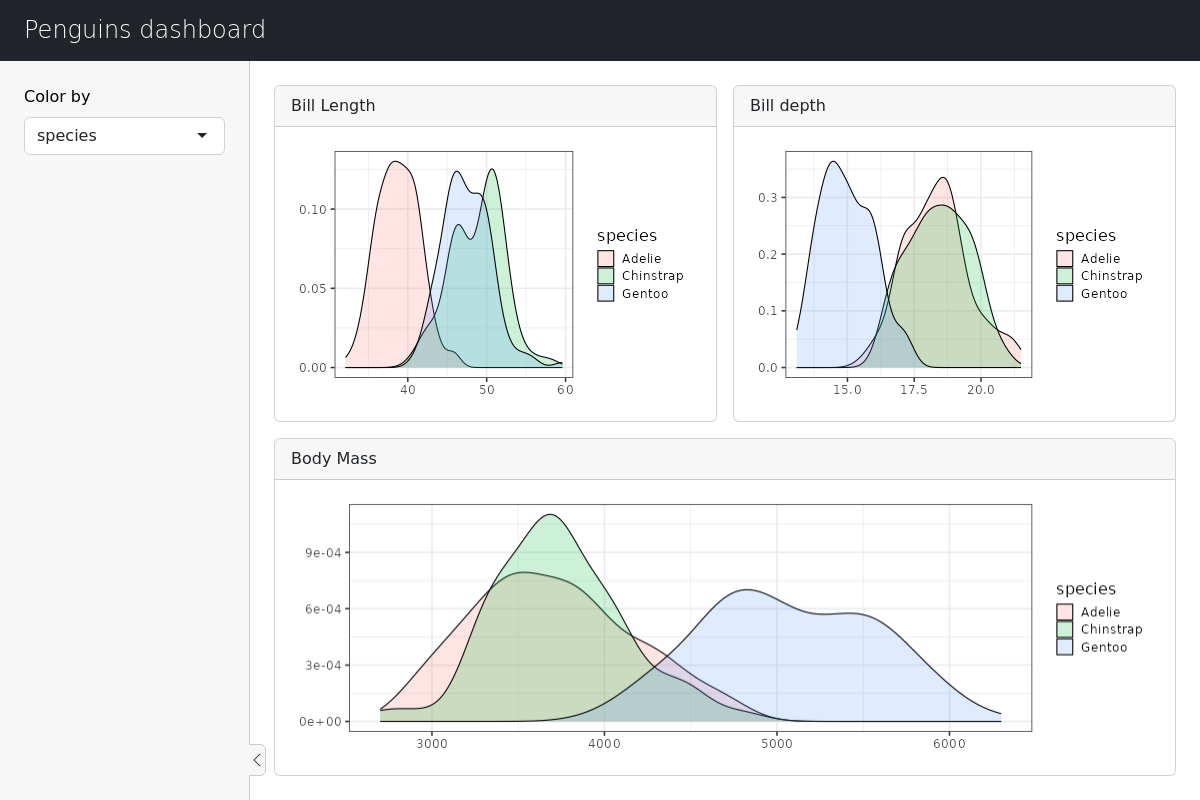 Penguins dashboard
Color by
species
Bill Length
0.10
0.05
0.00
40 50 60
species
Adelie
Chinstrap
Gentoo
Bill depth
0.3
0.2
0.1
0.0
15.0 17.5 20.0
species
Adelie
Chinstrap
Gentoo
Body Mass
9e-04
6e-04
3e-04
0e+00
3000 4000 5000 6000
species
Adelie
Chinstrap
Gentoo